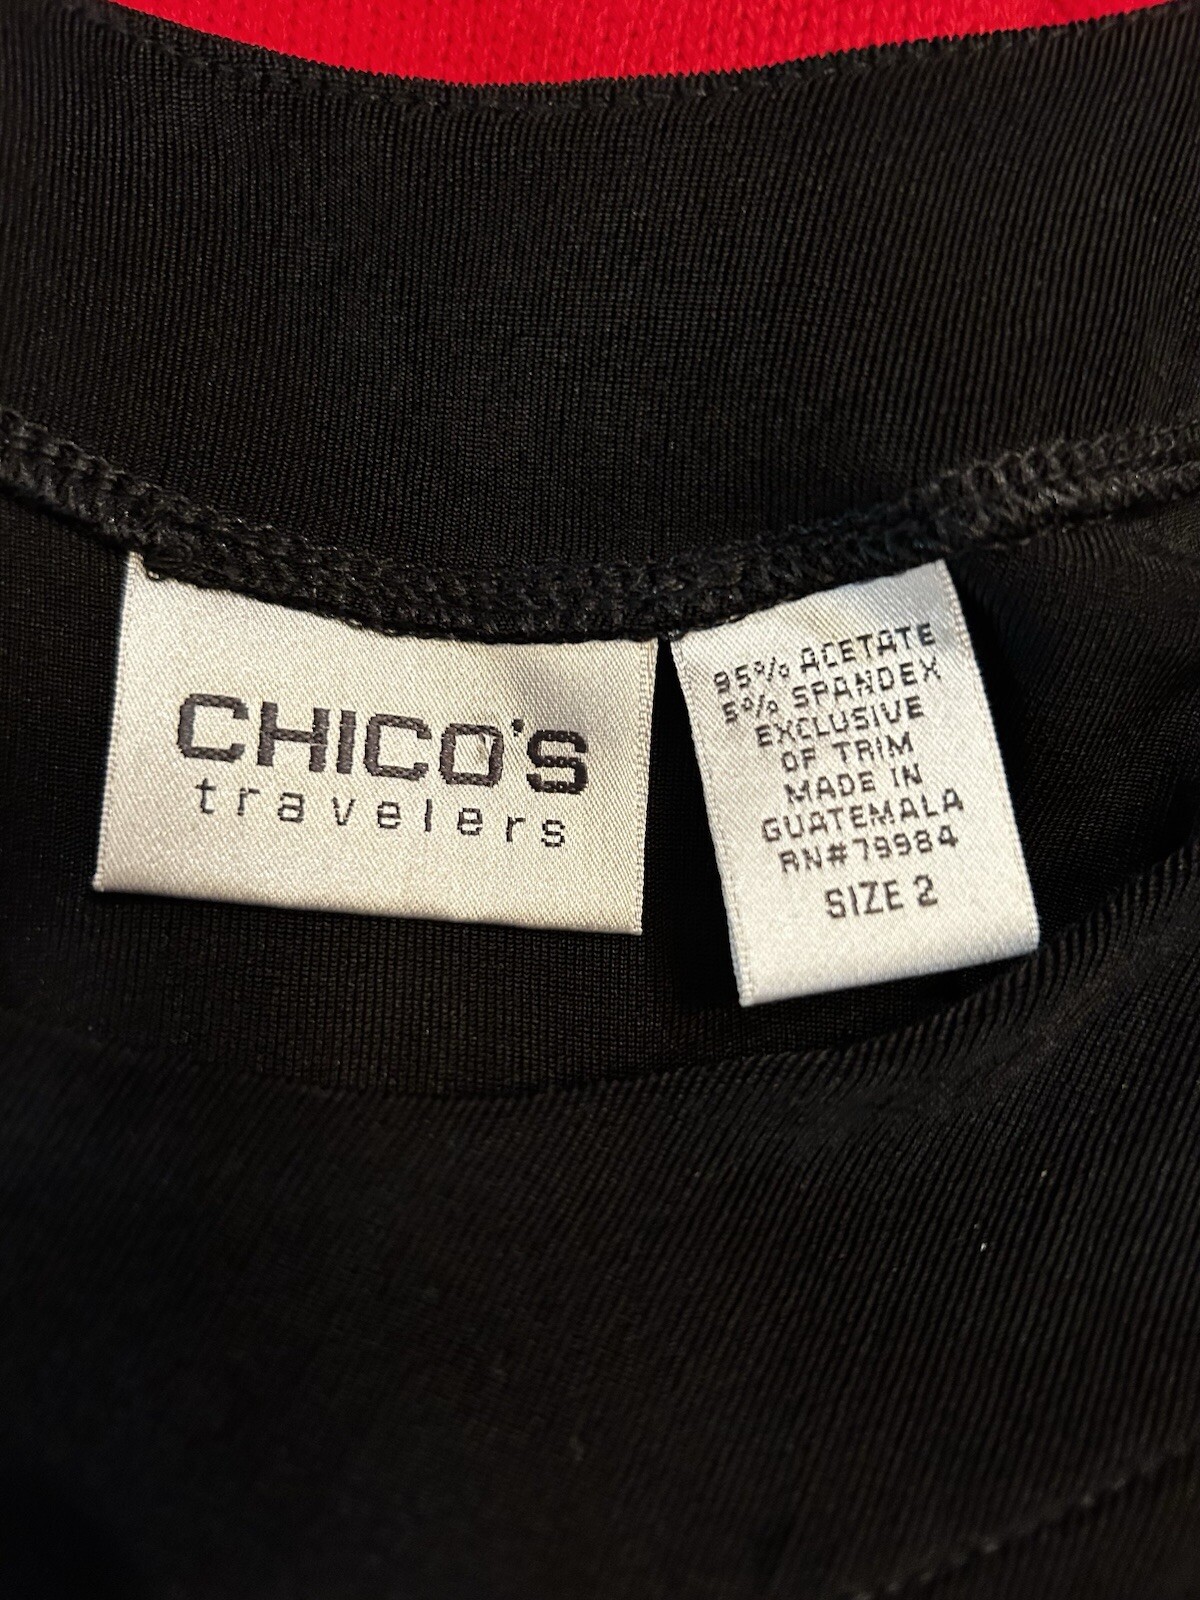 CHICO'S
travelers
95% ACETATE
5% SPANDEX
EXCLUSIVE
OF TRIM
MADE IN
GUATEMALA
RN#79984
SIZE 2